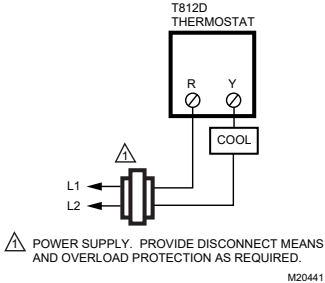 T812D
THERMOSTAT
R Y
COOL
1
L1
L2
1 POWER SUPPLY. PROVIDE DISCONNECT MEANS
AND OVERLOAD PROTECTION AS REQUIRED.
M20441